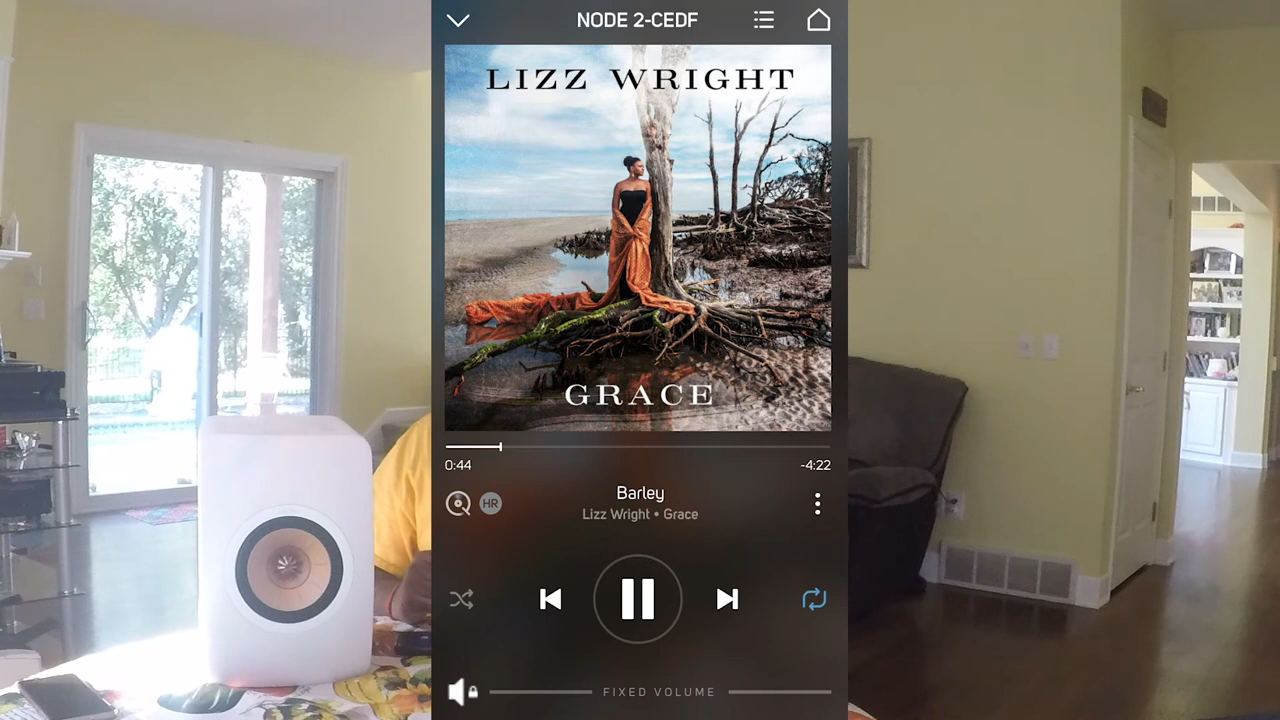 NODE 2-CEDF
LIZZ WRIGHT
GRACE
0:44
-4:22
HR
Barley
Lizz Wright • Grace
FIXED VOLUME